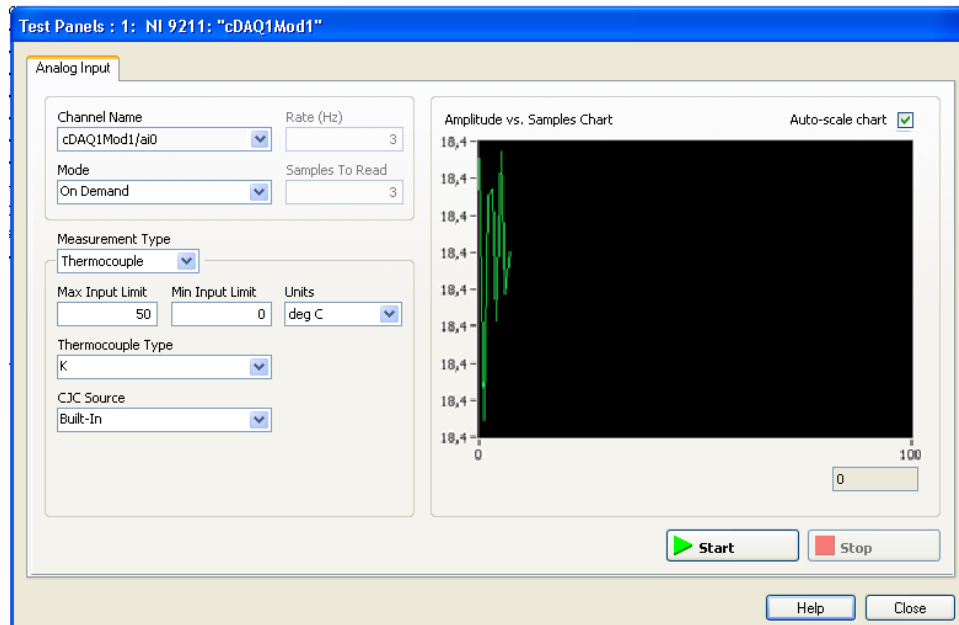 Test Panels : 1: NI 9211: "cDAQ1Mod1"
Analog Input
Channel Name
cDAQ1Mod1/ai0
Rate (Hz)
3
Mode
On Demand
Samples To Read
3
Measurement Type
Thermocouple
Max Input Limit
50
Min Input Limit
0
Units
deg C
Thermocouple Type
K
CJC Source
Built-In
Amplitude vs. Samples Chart
Auto-scale chart
18,4
18,4
18,4
18,4
18,4
18,4
18,4
18,4
18,4
0
100
0
Start
Stop
Help
Close